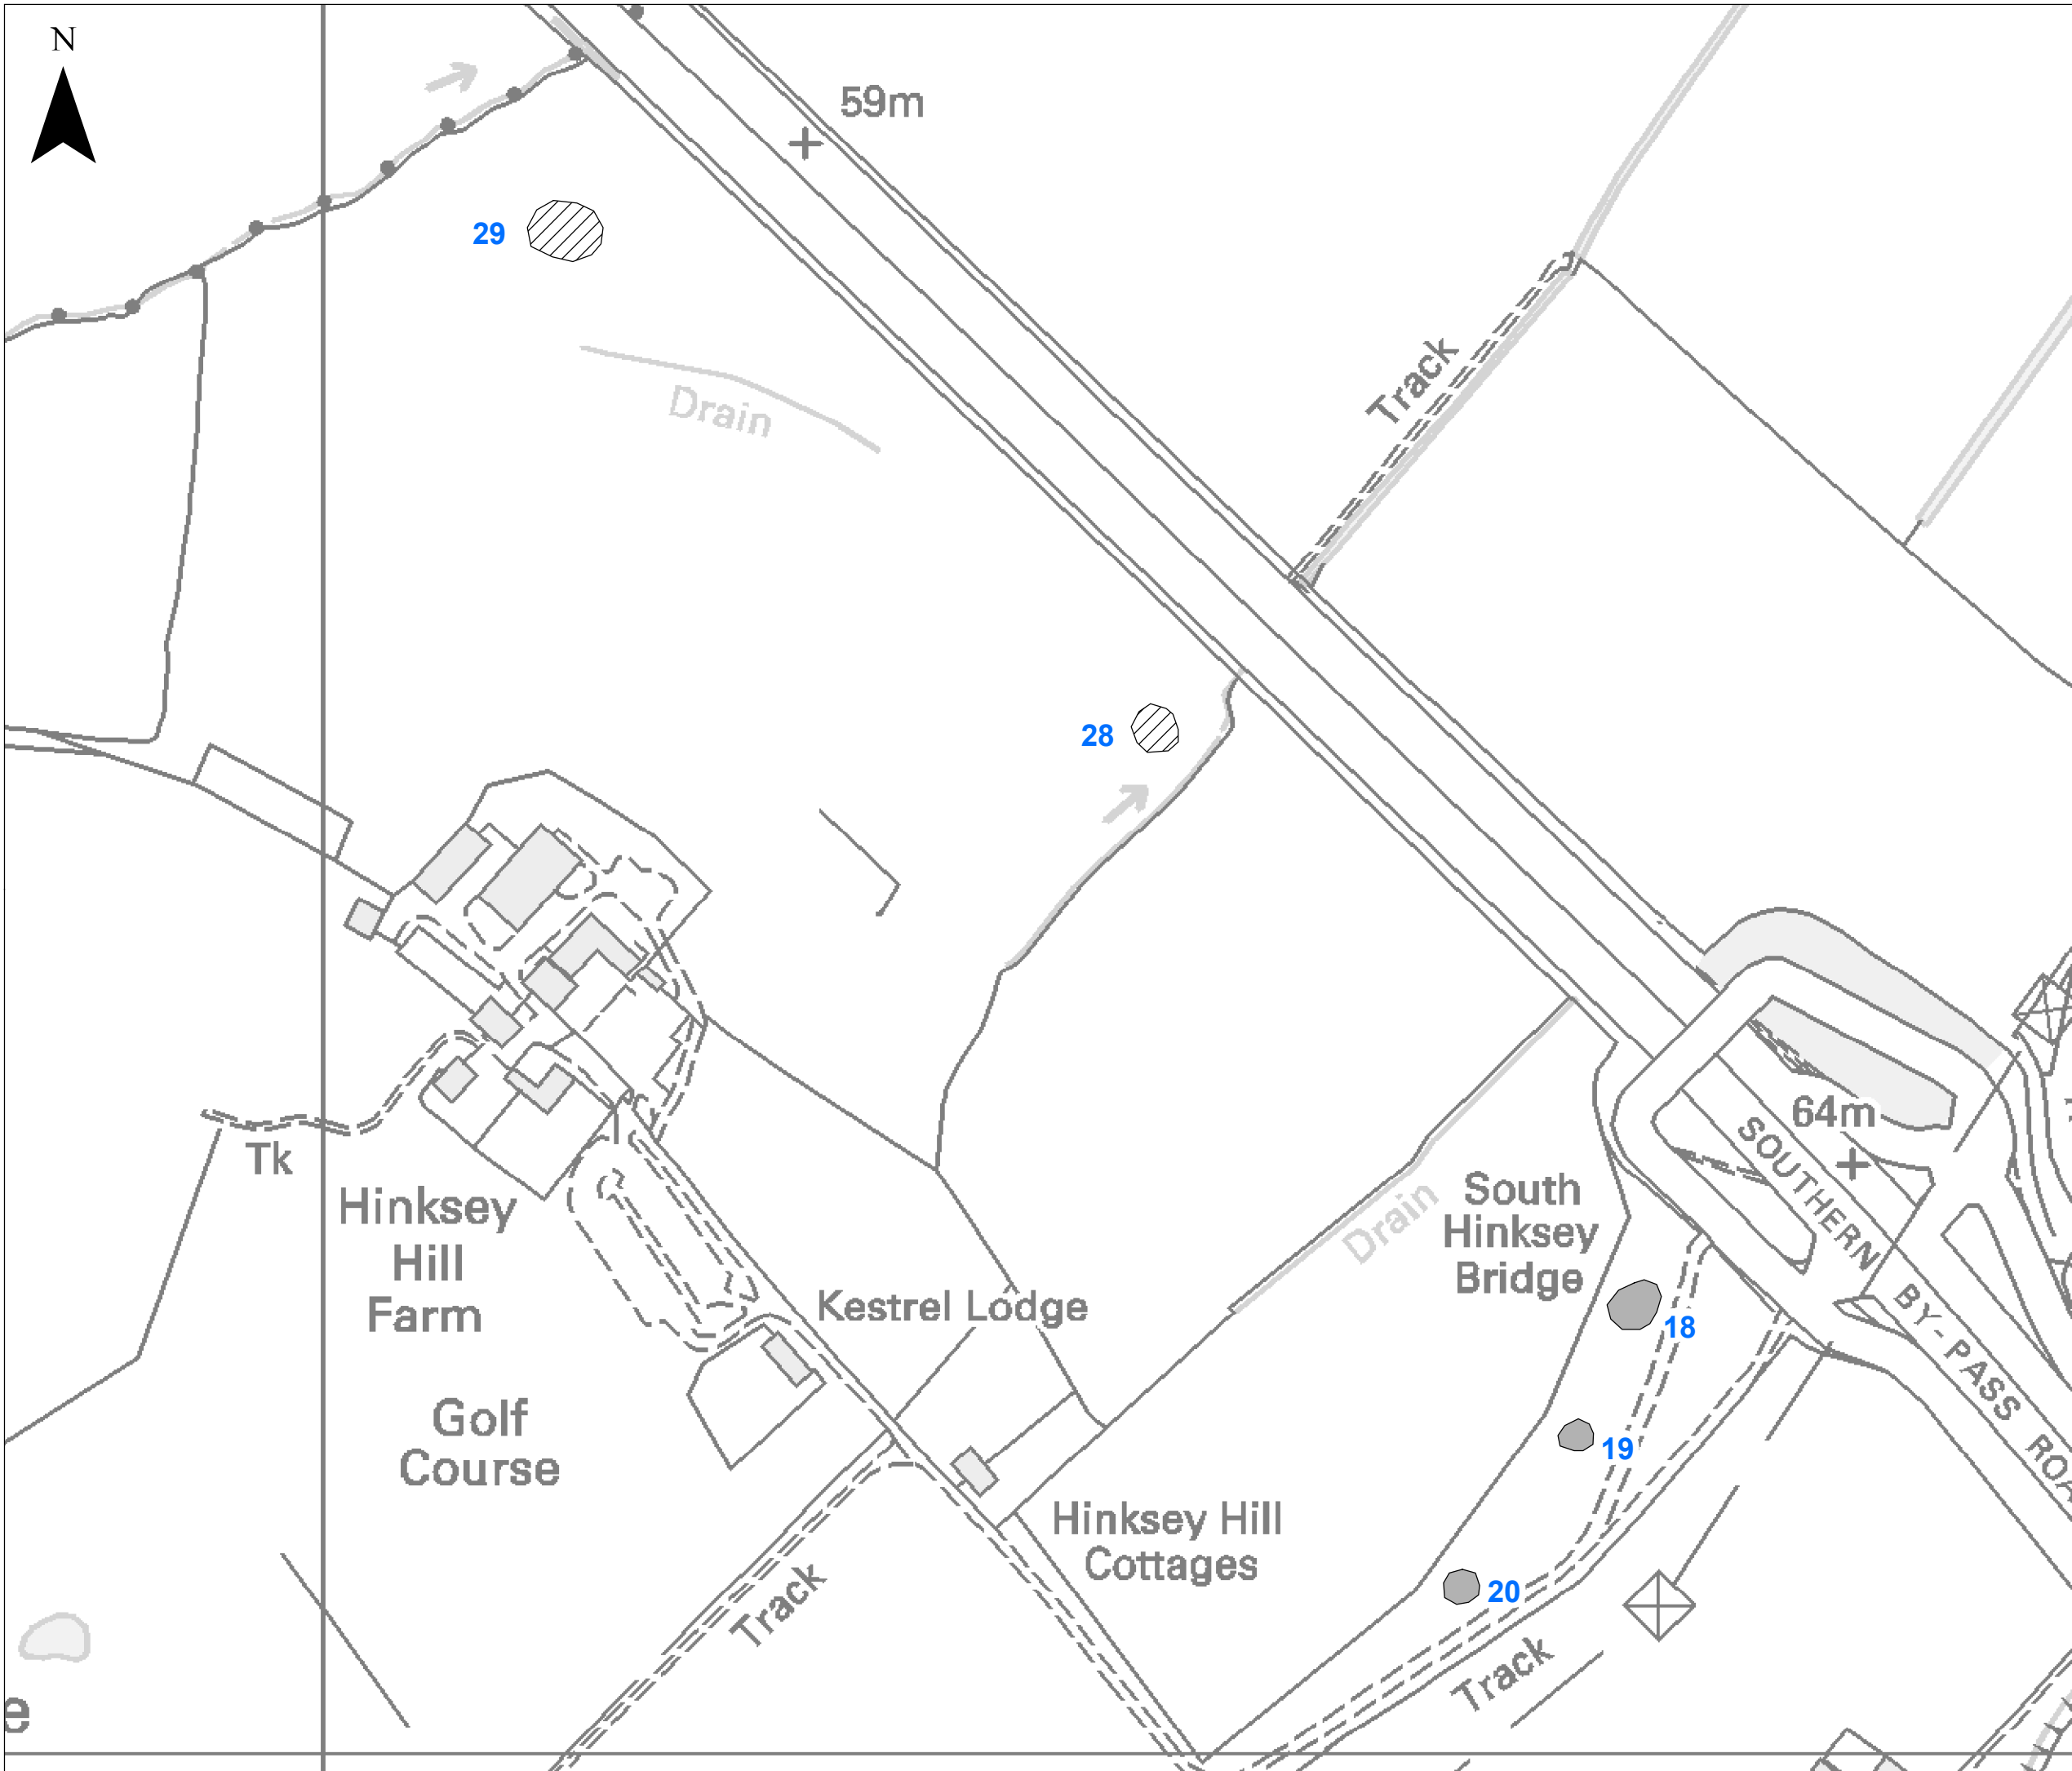 N
59m
29
Drain
Track
28
64m
SOUTHERN
BY-PASS ROA
Tk
Hinksey
Hill
Farm
South
Hinksey
Bridge
Drain
Kestrel Lodge
18
Golf
Course
19
Hinksey Hill
Cottages
20
Track
Track
e